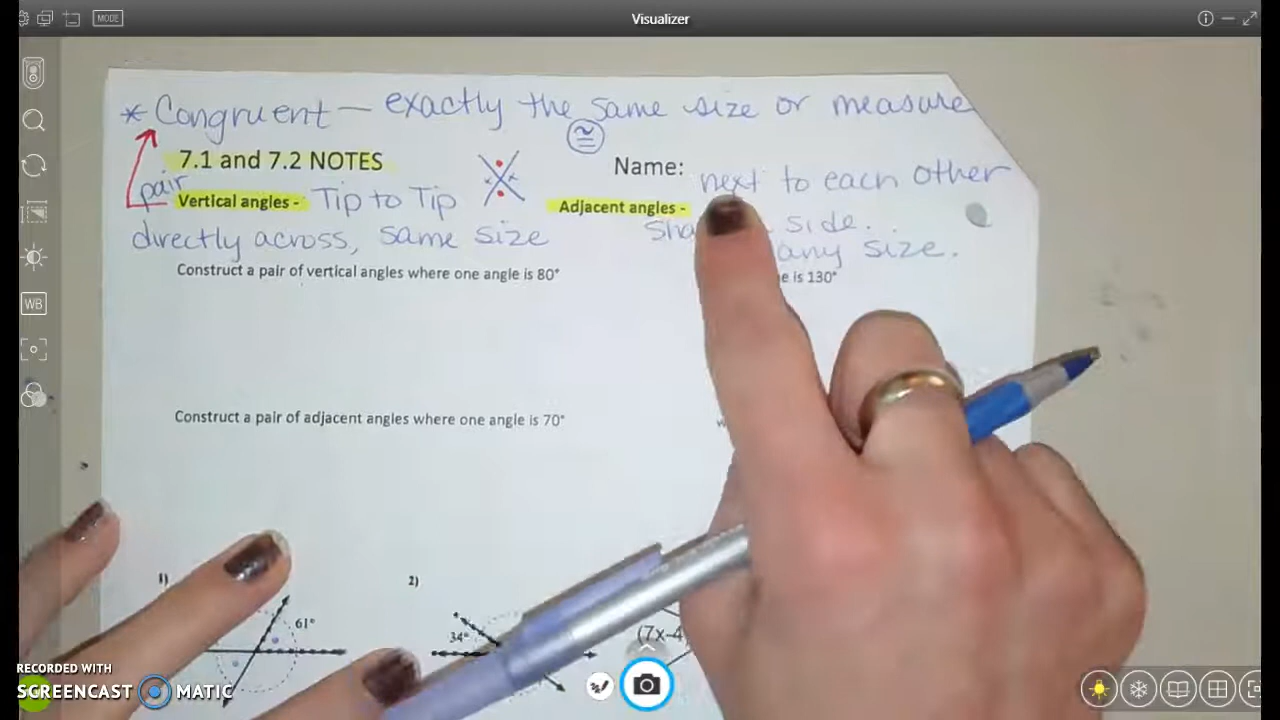 MODE
Visualizer
* Congruent — exactly the same size or measure
≅
7.1 and 7.2 NOTES
Name:
pair
Vertical angles - Tip to Tip
directly across, same size
next to each other
Adjacent angles -
side.
any size.
Construct a pair of vertical angles where one angle is 80°
e is 130°
Construct a pair of adjacent angles where one angle is 70°
1)
61°
2)
34°
(7x-4
WB
RECORDED WITH
SCREENCAST MATIC